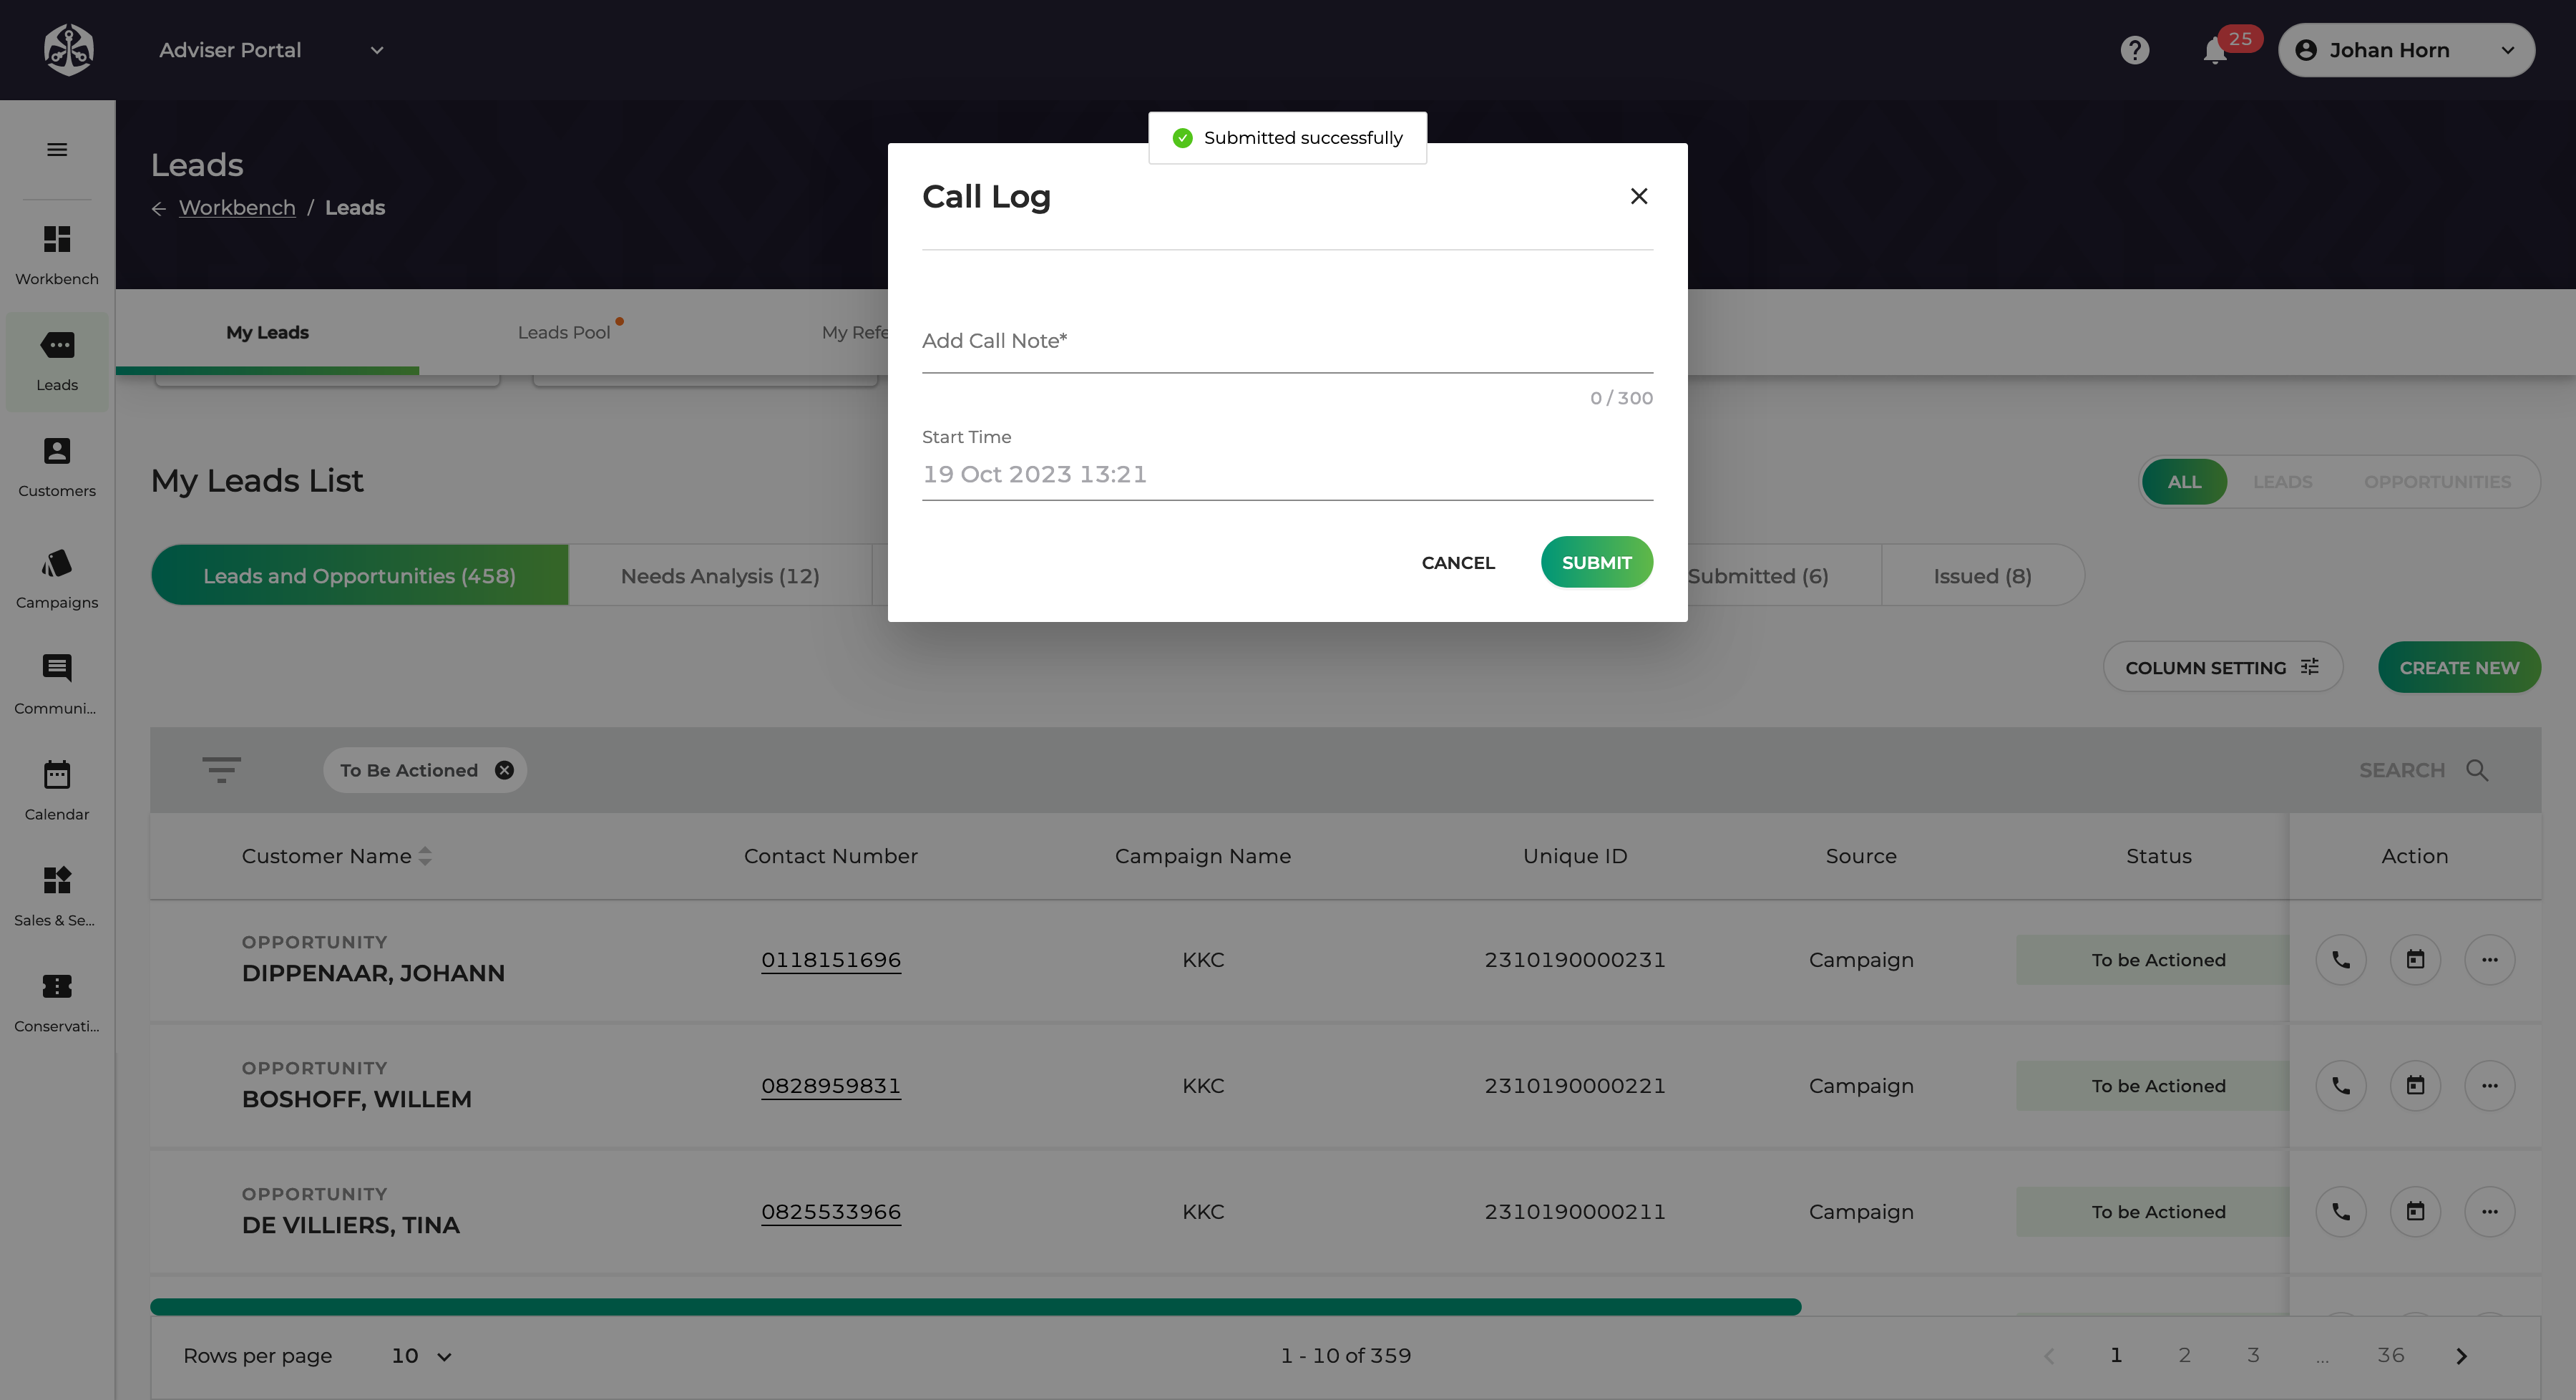 Adviser Portal
25
Johan Horn
Submitted successfully
Leads
Workbench / Leads
Call Log
Workbench
Leads
Customers
Campaigns
Communi...
Calendar
Sales & Se...
Conservati...
My Leads
Leads Pool
My Refe
Add Call Note*
0 / 300
Start Time
19 Oct 2023 13:21
CANCEL
SUBMIT
My Leads List
ALL
LEADS
OPPORTUNITIES
Leads and Opportunities (458)
Needs Analysis (12)
Submitted (6)
Issued (8)
COLUMN SETTING
CREATE NEW
To Be Actioned
SEARCH
Customer Name
Contact Number
Campaign Name
Unique ID
Source
Status
Action
OPPORTUNITY
DIPPENAAR, JOHANN
0118151696
KKC
2310190000231
Campaign
To be Actioned
OPPORTUNITY
BOSHOFF, WILLEM
0828959831
KKC
2310190000221
Campaign
To be Actioned
OPPORTUNITY
DE VILLIERS, TINA
0825533966
KKC
2310190000211
Campaign
To be Actioned
Rows per page 10
1 - 10 of 359
1 2 3 ... 36